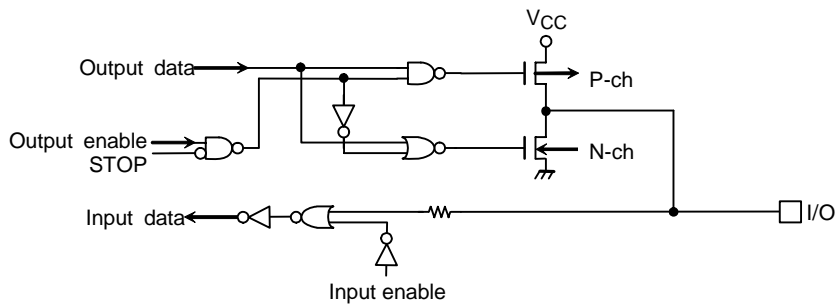 VCC
Output data
P-ch
Output enable
STOP
N-ch
Input data
I/O
Input enable